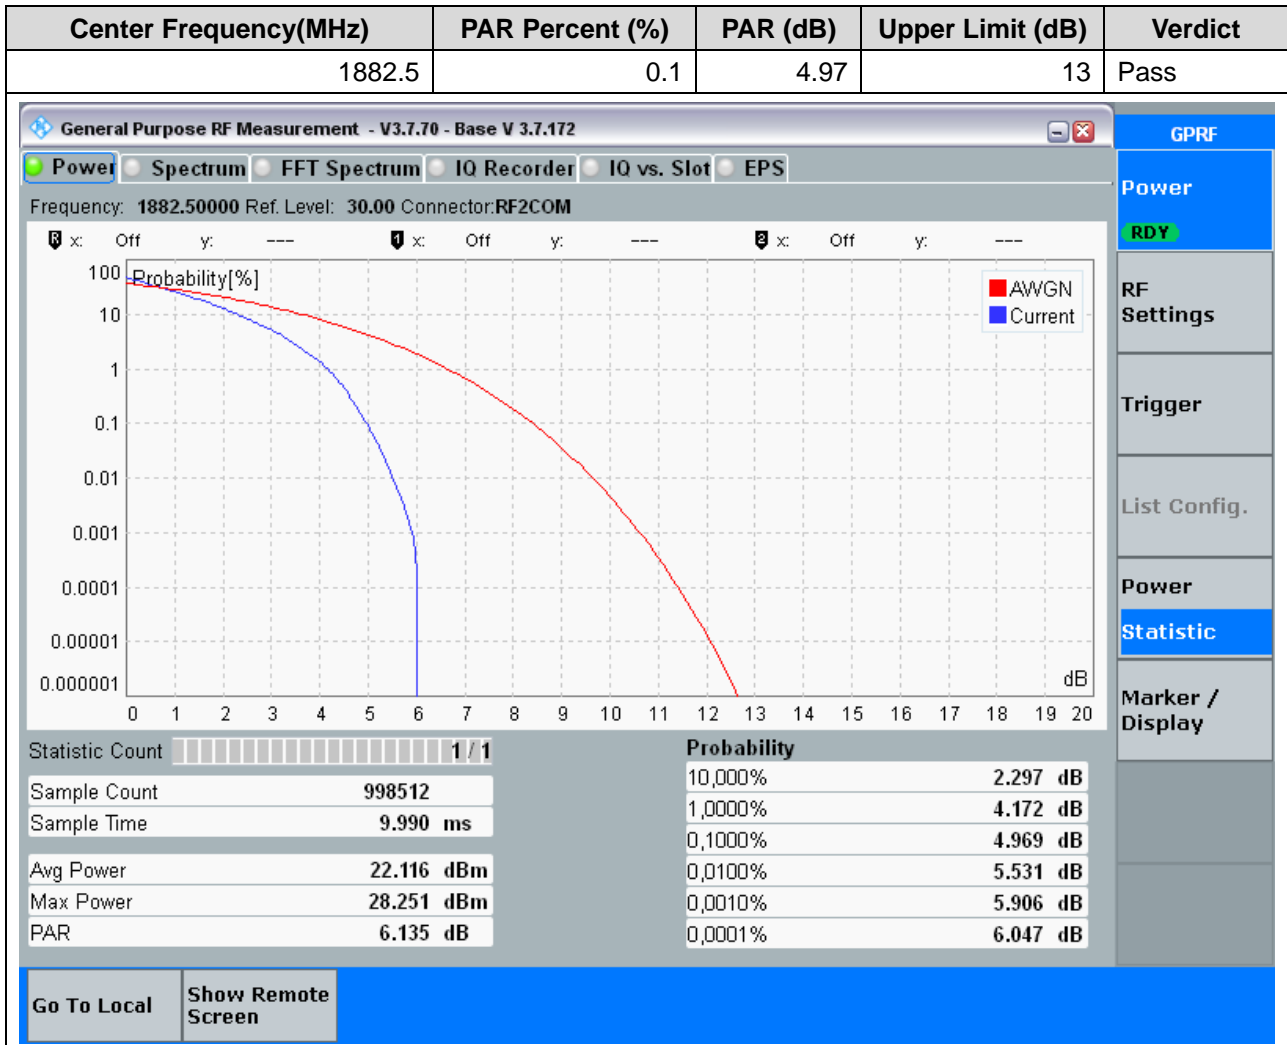 Center Frequency(MHz) PAR Percent (%) PAR (dB) Upper Limit (dB) Verdict
1882.5 0.1 4.97 13 Pass
General Purpose RF Measurement - V3.7.70 - Base V 3.7.172
GPRF
Power Spectrum FFT Spectrum IQ Recorder IQ vs. Slot EPS
Frequency: 1882.50000 Ref. Level: 30.00 Connector:RF2COM
R x: Off y: --- 1 x: Off y: --- 2 x: Off y: ---
Probability[%]
AWGN
Current
100
10
1
0.1
0.01
0.001
0.0001
0.00001
0.000001
dB
0 1 2 3 4 5 6 7 8 9 10 11 12 13 14 15 16 17 18 19 20
Statistic Count 1 / 1
Sample Count 998512
Sample Time 9.990 ms
Avg Power 22.116 dBm
Max Power 28.251 dBm
PAR 6.135 dB
Probability
10,000% 2.297 dB
1,0000% 4.172 dB
0,1000% 4.969 dB
0,0100% 5.531 dB
0,0010% 5.906 dB
0,0001% 6.047 dB
Power
RDY
RF
Settings
Trigger
List Config.
Power
Statistic
Marker /
Display
Go To Local
Show Remote
Screen